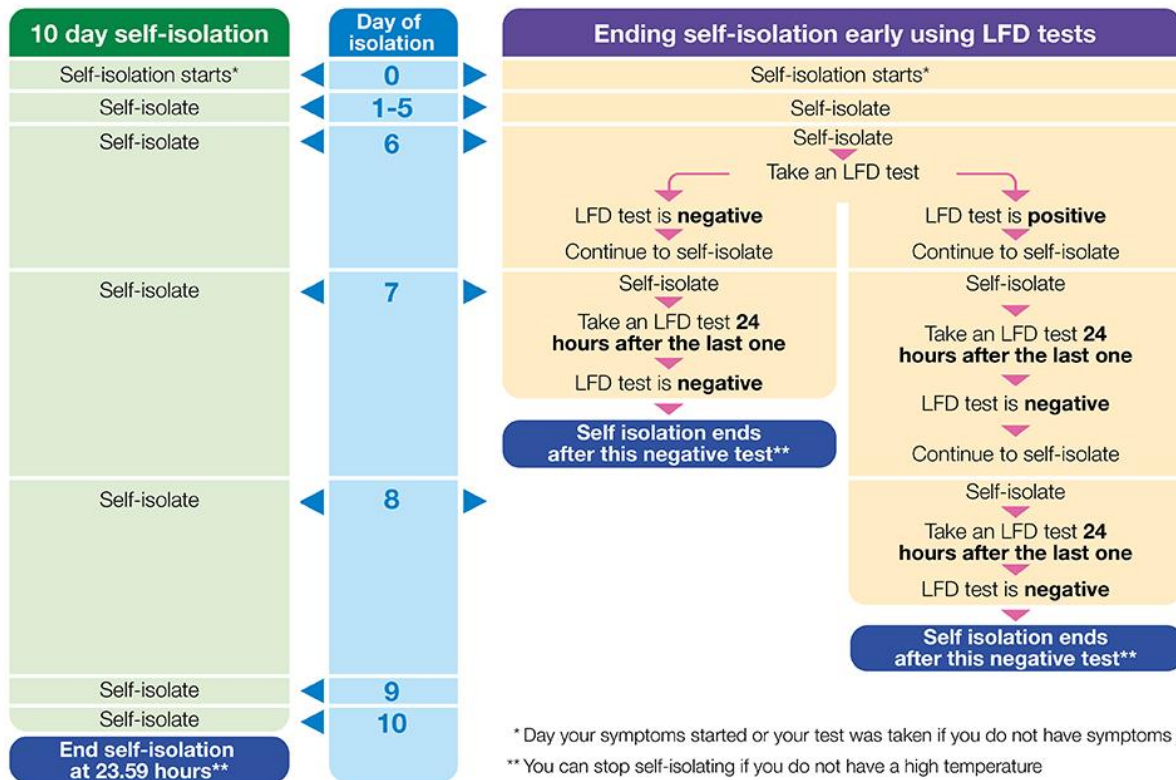 10 day self-isolation
Day of
isolation
Ending self-isolation early using LFD tests
Self-isolation starts*
0
Self-isolation starts*
Self-isolate
1-5
Self-isolate
Self-isolate
6
Self-isolate
Take an LFD test
LFD test is negative
LFD test is positive
Continue to self-isolate
Continue to self-isolate
Self-isolate
7
Self-isolate
Take an LFD test 24
hours after the last one
LFD test is negative
Self isolation ends
after this negative test**
Self-isolate
Take an LFD test 24
hours after the last one
LFD test is negative
Continue to self-isolate
Self-isolate
8
Self-isolate
Take an LFD test 24
hours after the last one
LFD test is negative
Self isolation ends
after this negative test**
Self-isolate
9
Self-isolate
10
End self-isolation
at 23.59 hours**
* Day your symptoms started or your test was taken if you do not have symptoms
** You can stop self-isolating if you do not have a high temperature